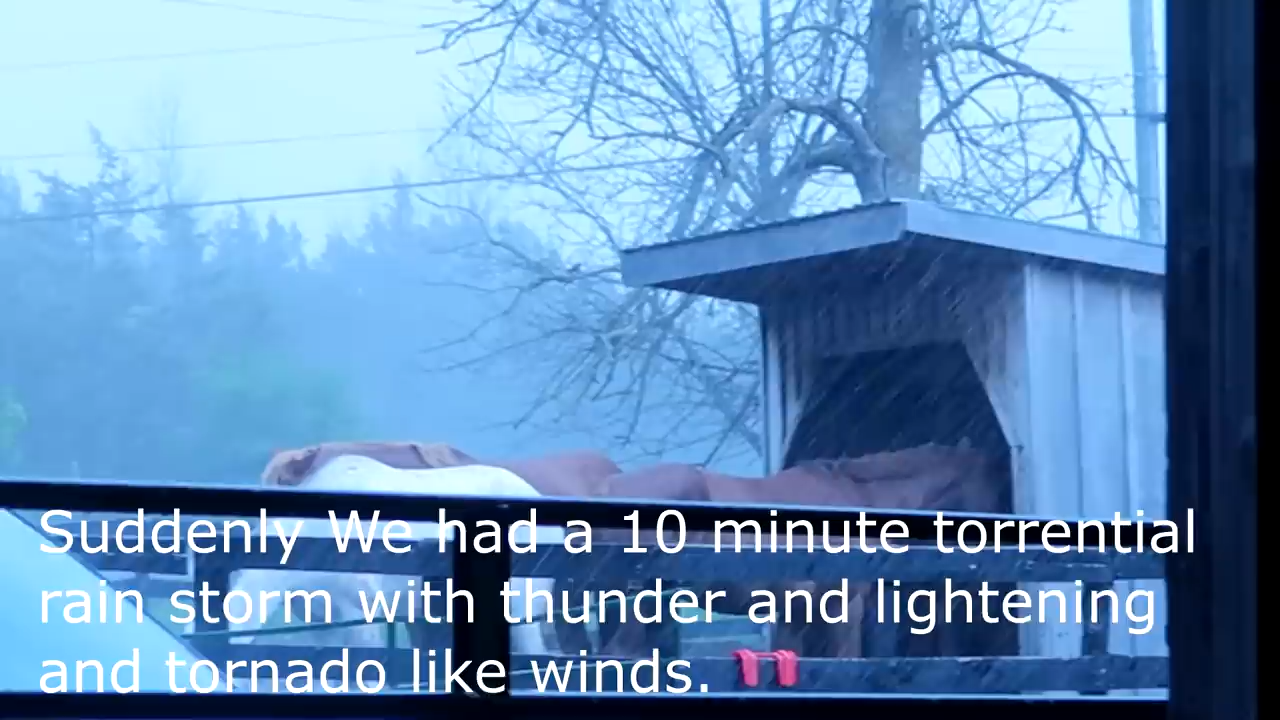 Suddenly We had a 10 minute torrential
rain storm with thunder and lightening
and tornado like winds.